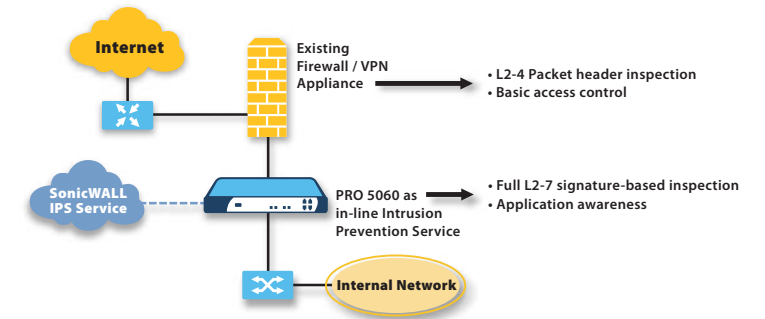 Internet
Existing
Firewall / VPN
Appliance
• L2-4 Packet header inspection
• Basic access control
SonicWALL
IPS Service
PRO 5060 as
in-line Intrusion
Prevention Service
• Full L2-7 signature-based inspection
• Application awareness
Internal Network